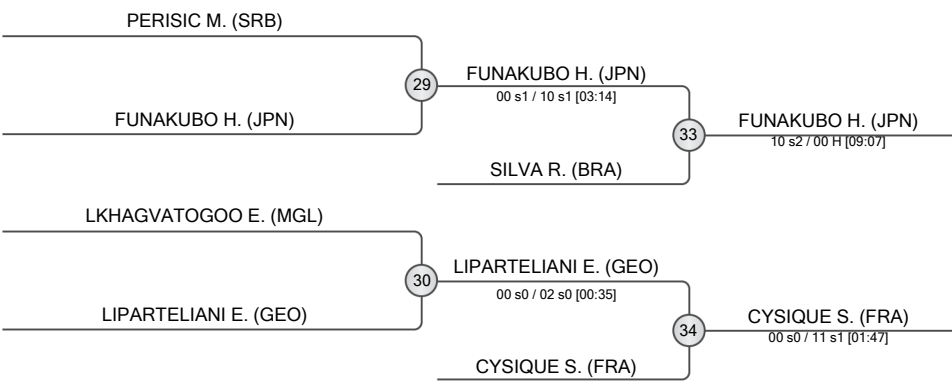 PERISIC M. (SRB)
29
FUNAKUBO H. (JPN)
00 s1 / 10 s1 [03:14]
FUNAKUBO H. (JPN)
33
FUNAKUBO H. (JPN)
10 s2 / 00 H [09:07]
SILVA R. (BRA)
LKHAGVATOGOO E. (MGL)
30
LIPARTELIANI E. (GEO)
00 s0 / 02 s0 [00:35]
LIPARTELIANI E. (GEO)
34
CYSIQUE S. (FRA)
00 s0 / 11 s1 [01:47]
CYSIQUE S. (FRA)